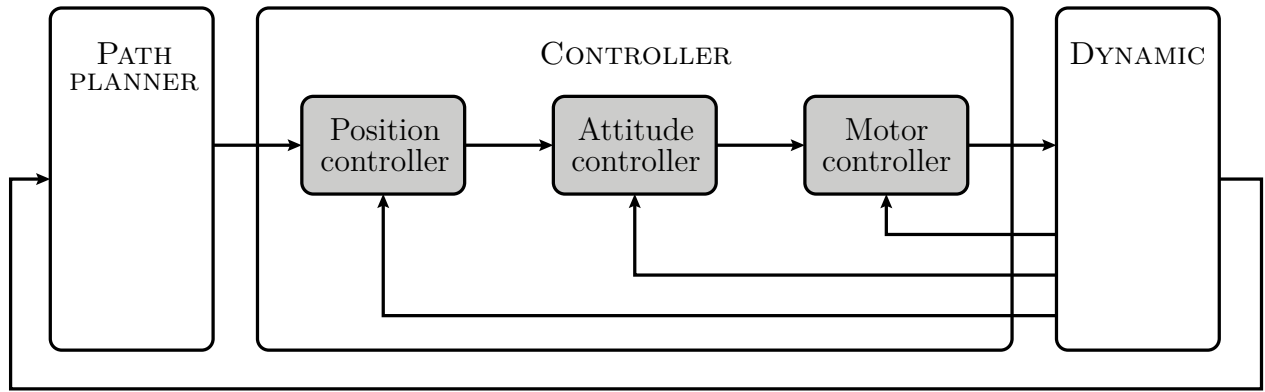 PATH
PLANNER
CONTROLLER
DYNAMIC
Position
controller
Attitude
controller
Motor
controller